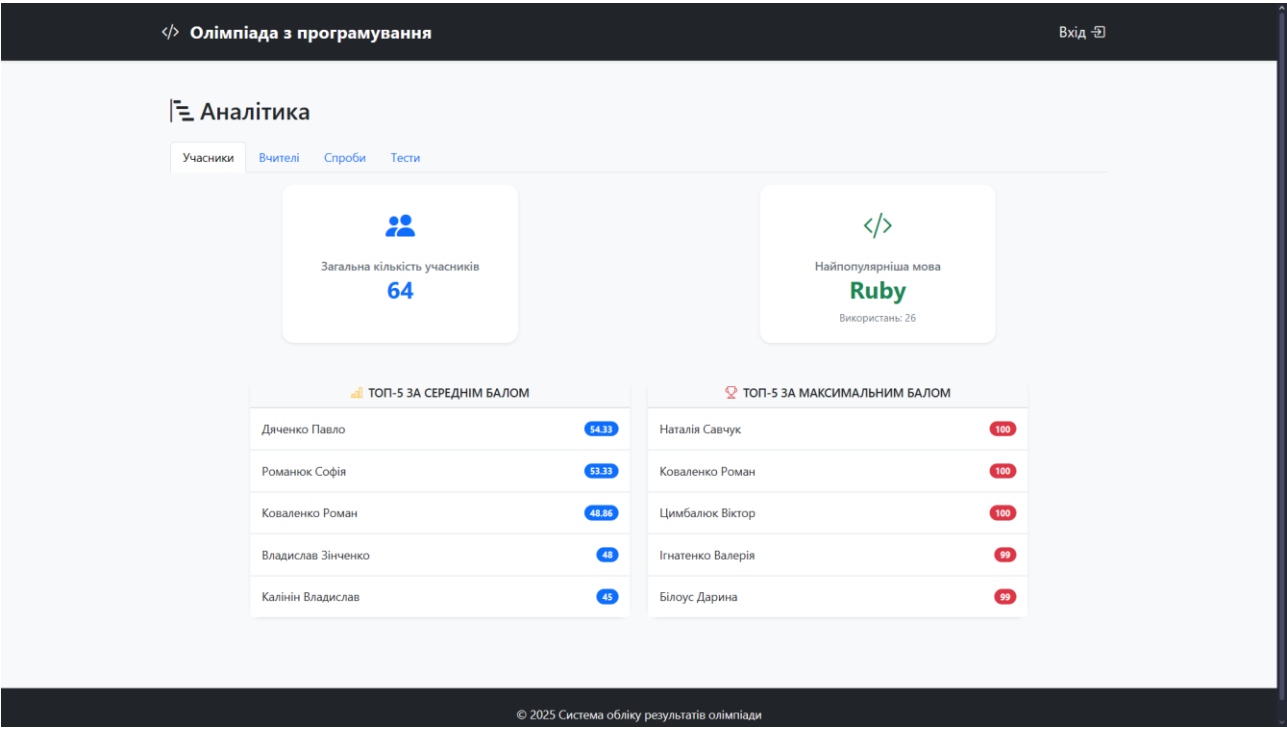 </> Олімпіада з програмування
Вхід
Аналітика
Учасники Вчителі Спроби Тести
Загальна кількість учасників
64
</>
Найпопулярніша мова
Ruby
Використань: 26
ТОП-5 ЗА СЕРЕДНІМ БАЛОМ
Дяченко Павло 54.33
Романюк Софія 53.33
Коваленко Роман 48.86
Владислав Зінченко 48
Калінін Владислав 45
ТОП-5 ЗА МАКСИМАЛЬНИМ БАЛОМ
Наталія Савчук 100
Коваленко Роман 100
Цимбалюк Віктор 100
Ігнатенко Валерія 99
Білоус Дарина 99
© 2025 Система обліку результатів олімпіади